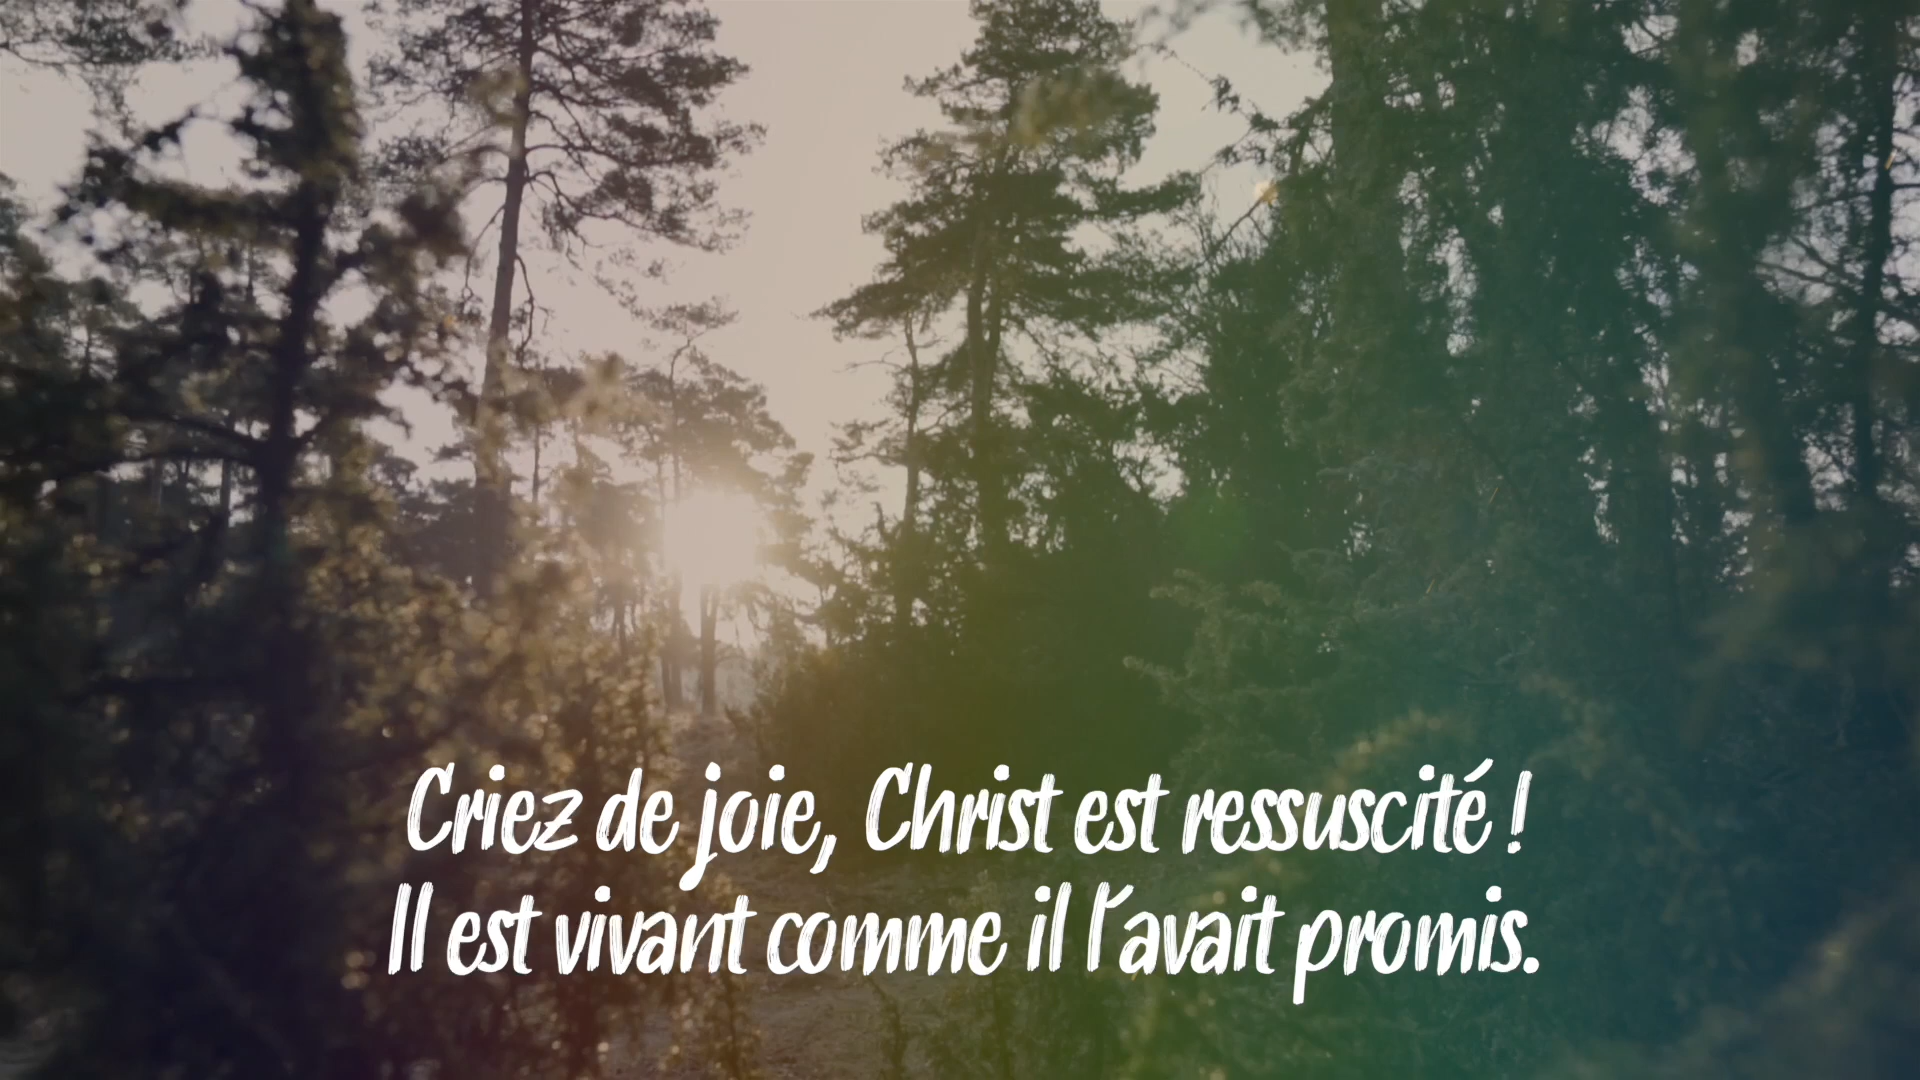 Criez de joie, Christ est ressuscité !
Il est vivant comme il l'avait promis.